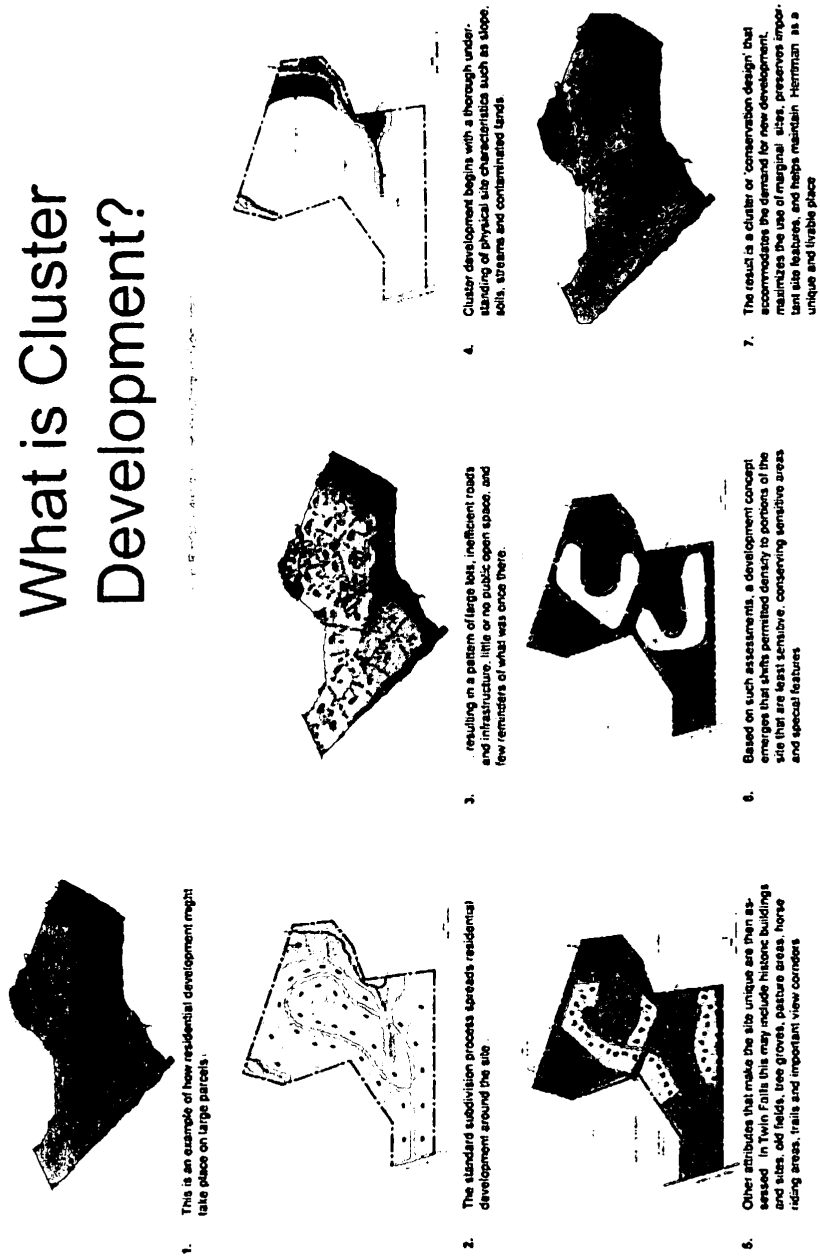 What is Cluster
Development?
1. This is an example of how residential development might
take place on large parcels
2. The standard subdivision process spreads residential
development around the site
3. resulting in a pattern of large lots, inefficient roads
and infrastructure, little or no public open space, and
few reminders of what was once there.
4. Cluster development begins with a thorough under-
standing of physical site characteristics such as slope,
soils, streams and contaminated lands
5. Other attributes that make the site unique are then as-
sessed In Twin Falls this may include historic buildings
and sites, old fields, tree groves, pasture areas, horse
riding areas, trails and important view corridors
6. Based on such assessments, a development concept
emerges that shifts permitted density to portions of the
site that are least sensitive, conserving sensitive areas
and special features
7. The result is a cluster or 'conservation design' that
accommodates the demand for new development,
maximizes the use of marginal sites, preserves impor-
tant site features, and helps maintain Herriman as a
unique and livable place